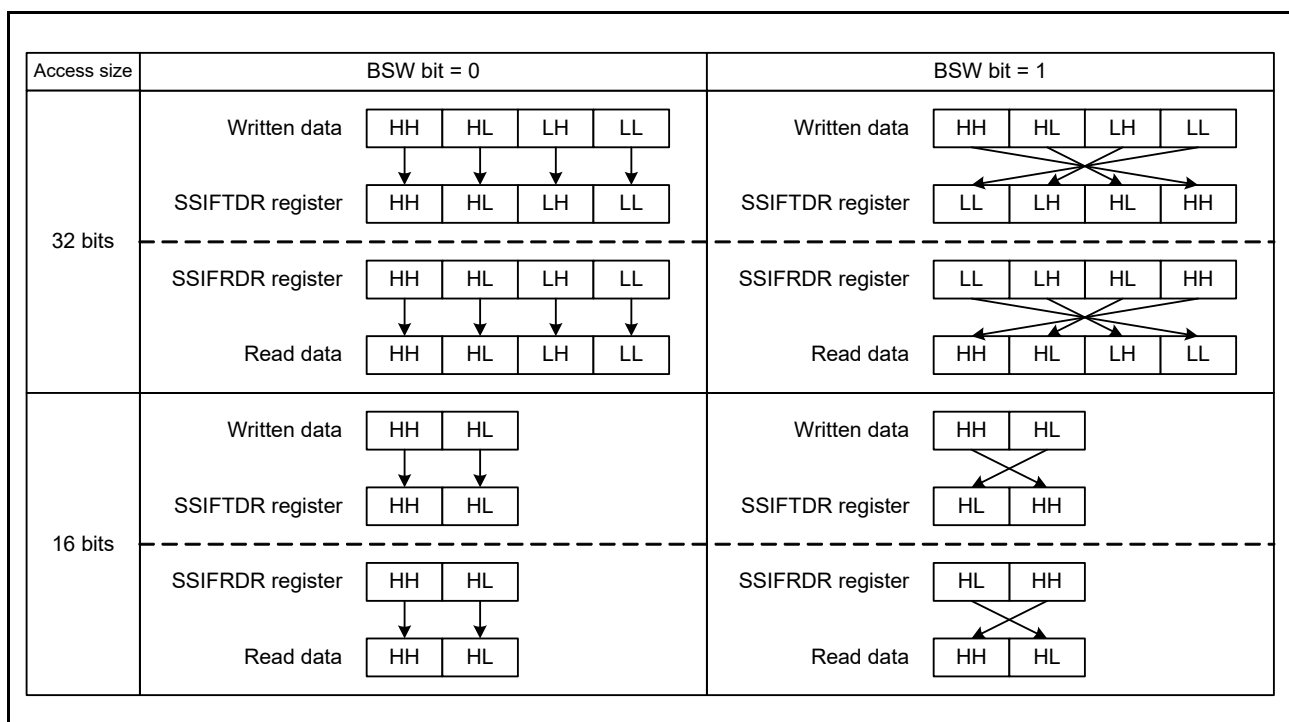 Access size BSW bit = 0 BSW bit = 1
Written data HH HL LH LL Written data HH HL LH LL
SSIFTDR register HH HL LH LL SSIFTDR register LL LH HL HH
32 bits
SSIFRDR register HH HL LH LL SSIFRDR register LL LH HL HH
Read data HH HL LH LL Read data HH HL LH LL
Written data HH HL Written data HH HL
SSIFTDR register HH HL SSIFTDR register HL HH
16 bits
SSIFRDR register HH HL SSIFRDR register HL HH
Read data HH HL Read data HH HL